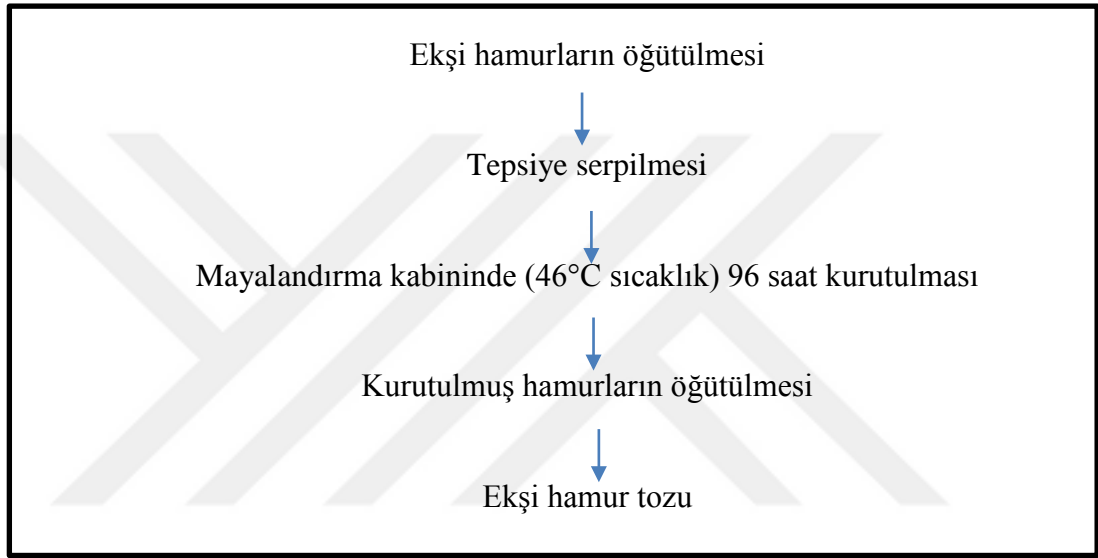 Ekşi hamurların öğütülmesi
Tepsiye serpilmesi
Mayalandırma kabininde (46°C sıcaklık) 96 saat kurutulması
Kurutulmuş hamurların öğütülmesi
Ekşi hamur tozu